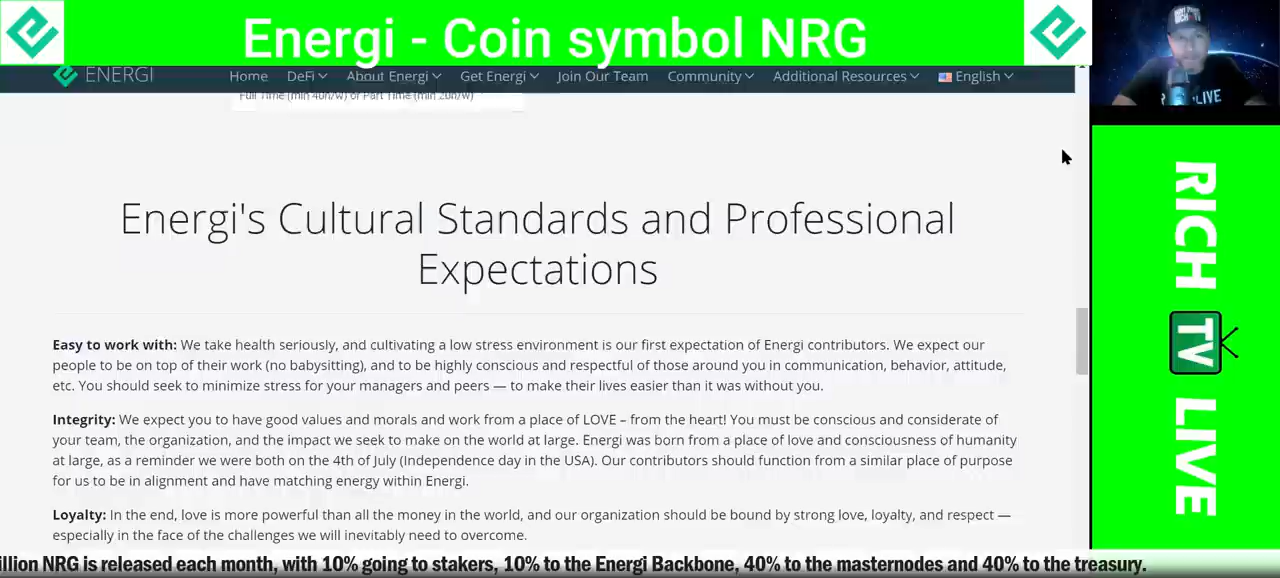 Energi - Coin symbol NRG
ENERGI Home DeFi About Energi Get Energi Join Our Team Community Additional Resources English
Full Time (min 40h/w) or Part Time (min 20h/w)
Energi's Cultural Standards and Professional
Expectations
Easy to work with: We take health seriously, and cultivating a low stress environment is our first expectation of Energi contributors. We expect our
people to be on top of their work (no babysitting), and to be highly conscious and respectful of those around you in communication, behavior, attitude,
etc. You should seek to minimize stress for your managers and peers — to make their lives easier than it was without you.
Integrity: We expect you to have good values and morals and work from a place of LOVE – from the heart! You must be conscious and considerate of
your team, the organization, and the impact we seek to make on the world at large. Energi was born from a place of love and consciousness of humanity
at large, as a reminder we were both on the 4th of July (Independence day in the USA). Our contributors should function from a similar place of purpose
for us to be in alignment and have matching energy within Energi.
Loyalty: In the end, love is more powerful than all the money in the world, and our organization should be bound by strong love, loyalty, and respect —
especially in the face of the challenges we will inevitably need to overcome.
illion NRG is released each month, with 10% going to stakers, 10% to the Energi Backbone, 40% to the masternodes and 40% to the treasury.
RICH TV LIVE